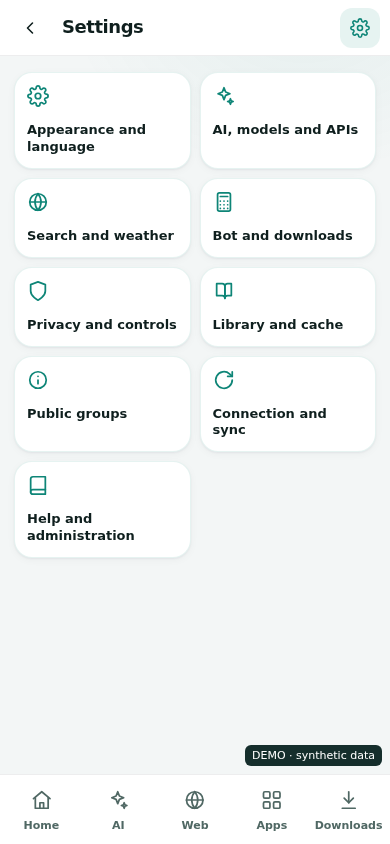 Settings
Appearance and
language
AI, models and APIs
Search and weather
Bot and downloads
Privacy and controls
Library and cache
Public groups
Connection and
sync
Help and
administration
DEMO · synthetic data
Home
AI
Web
Apps
Downloads